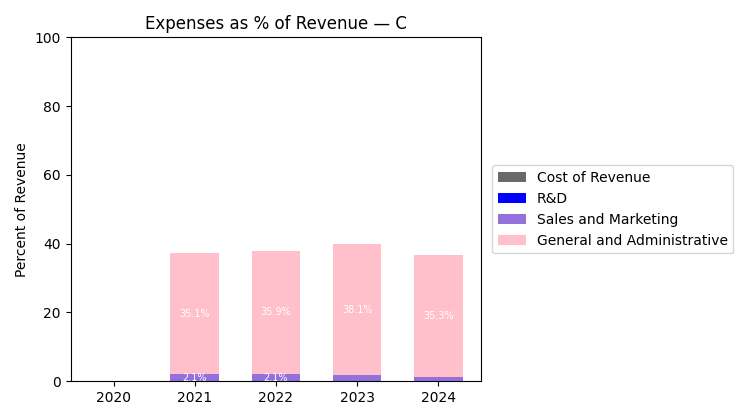 Expenses as % of Revenue — C
Percent of Revenue
100
80
60
40
20
0
35.1%
35.9%
38.1%
35.3%
2.1%
2.1%
2020
2021
2022
2023
2024
Cost of Revenue
R&D
Sales and Marketing
General and Administrative